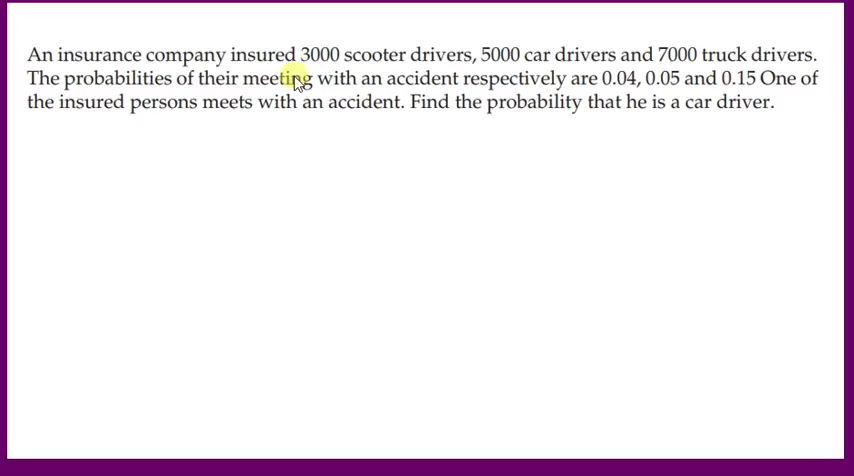 An insurance company insured 3000 scooter drivers, 5000 car drivers and 7000 truck drivers.
The probabilities of their meeting with an accident respectively are 0.04, 0.05 and 0.15 One of
the insured persons meets with an accident. Find the probability that he is a car driver.